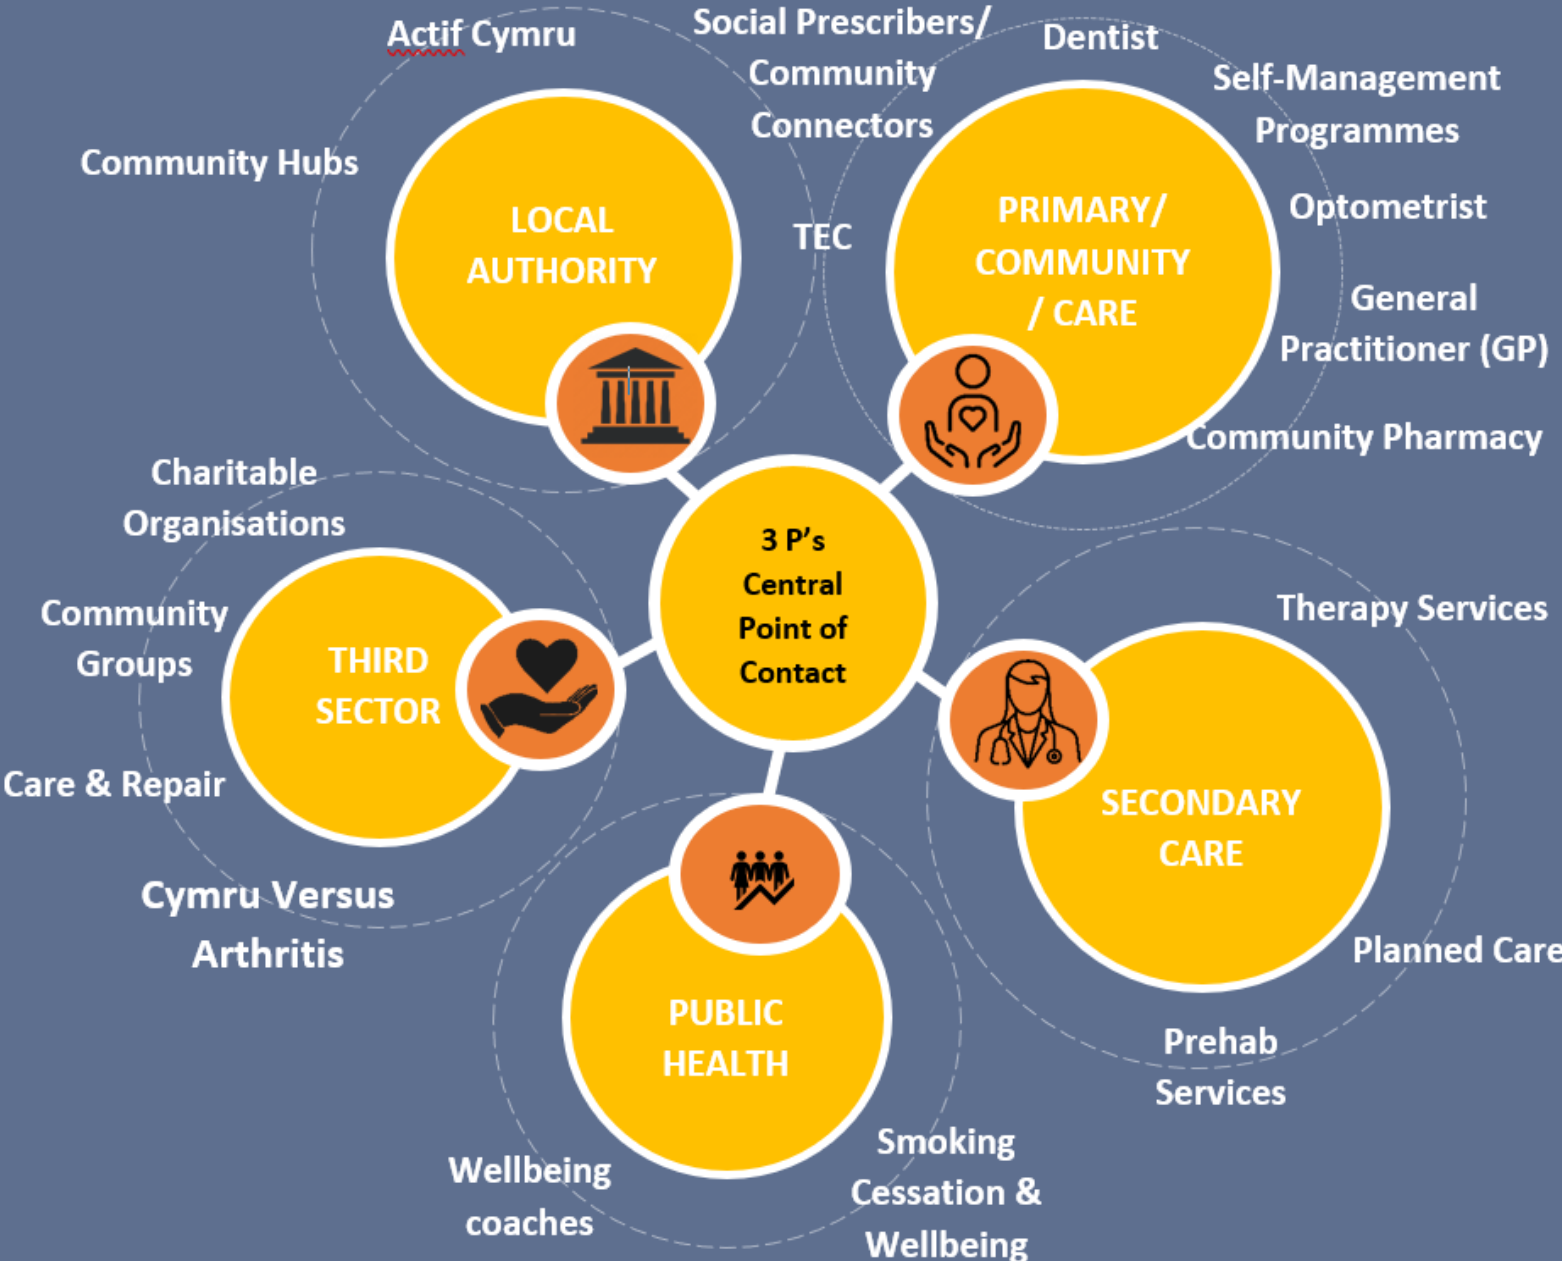 Actif Cymru
Community Hubs
LOCAL
AUTHORITY
Social Prescribers/
Community
Connectors
TEC
Dentist
Self-Management
Programmes
Optometrist
General
Practitioner (GP)
Community Pharmacy
PRIMARY/
COMMUNITY
/ CARE
3 P’s
Central
Point of
Contact
Charitable
Organisations
Community
Groups
Care & Repair
Cymru Versus
Arthritis
THIRD
SECTOR
Therapy Services
SECONDARY
CARE
Planned Care
Prehab
Services
PUBLIC
HEALTH
Wellbeing
coaches
Smoking
Cessation &
Wellbeing